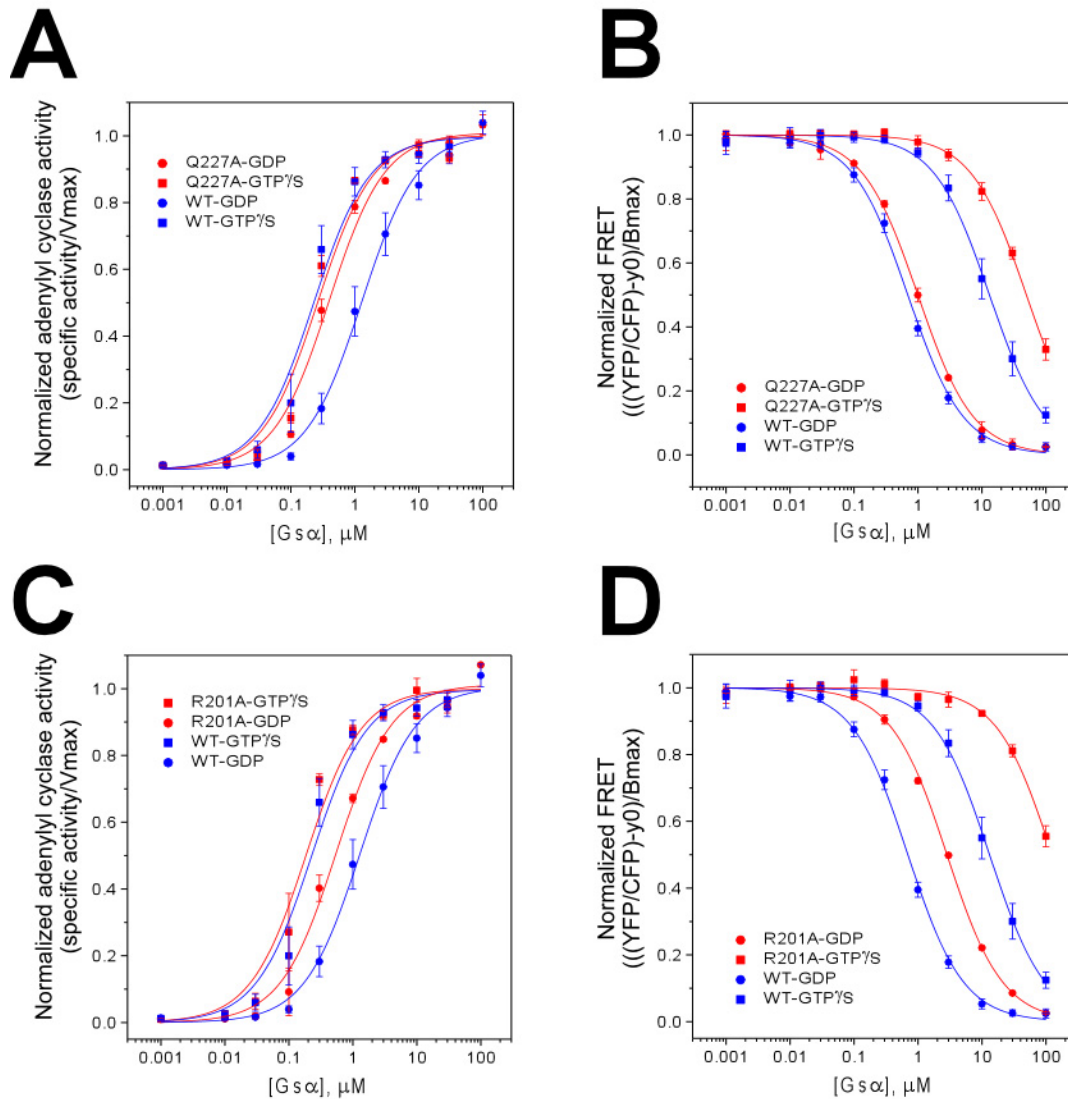 A
Normalized adenylyl cyclase activity
(specific activity/Vmax)
1.0
0.8
0.6
0.4
0.2
0.0
Q227A-GDP
Q227A-GTPγS
WT-GDP
WT-GTPγS
0.001 0.01 0.1 1 10 100
[Gsα], μM
B
Normalized FRET
(((YFP/CFP)-y0)/Bmax)
1.0
0.8
0.6
0.4
0.2
0.0
Q227A-GDP
Q227A-GTPγS
WT-GDP
WT-GTPγS
0.001 0.01 0.1 1 10 100
[Gsα], μM
C
Normalized adenylyl cyclase activity
(specific activity/Vmax)
1.0
0.8
0.6
0.4
0.2
0.0
R201A-GTPγS
R201A-GDP
WT-GTPγS
WT-GDP
0.001 0.01 0.1 1 10 100
[Gsα], μM
D
Normalized FRET
(((YFP/CFP)-y0)/Bmax)
1.0
0.8
0.6
0.4
0.2
0.0
R201A-GDP
R201A-GTPγS
WT-GDP
WT-GTPγS
0.001 0.01 0.1 1 10 100
[Gsα], μM